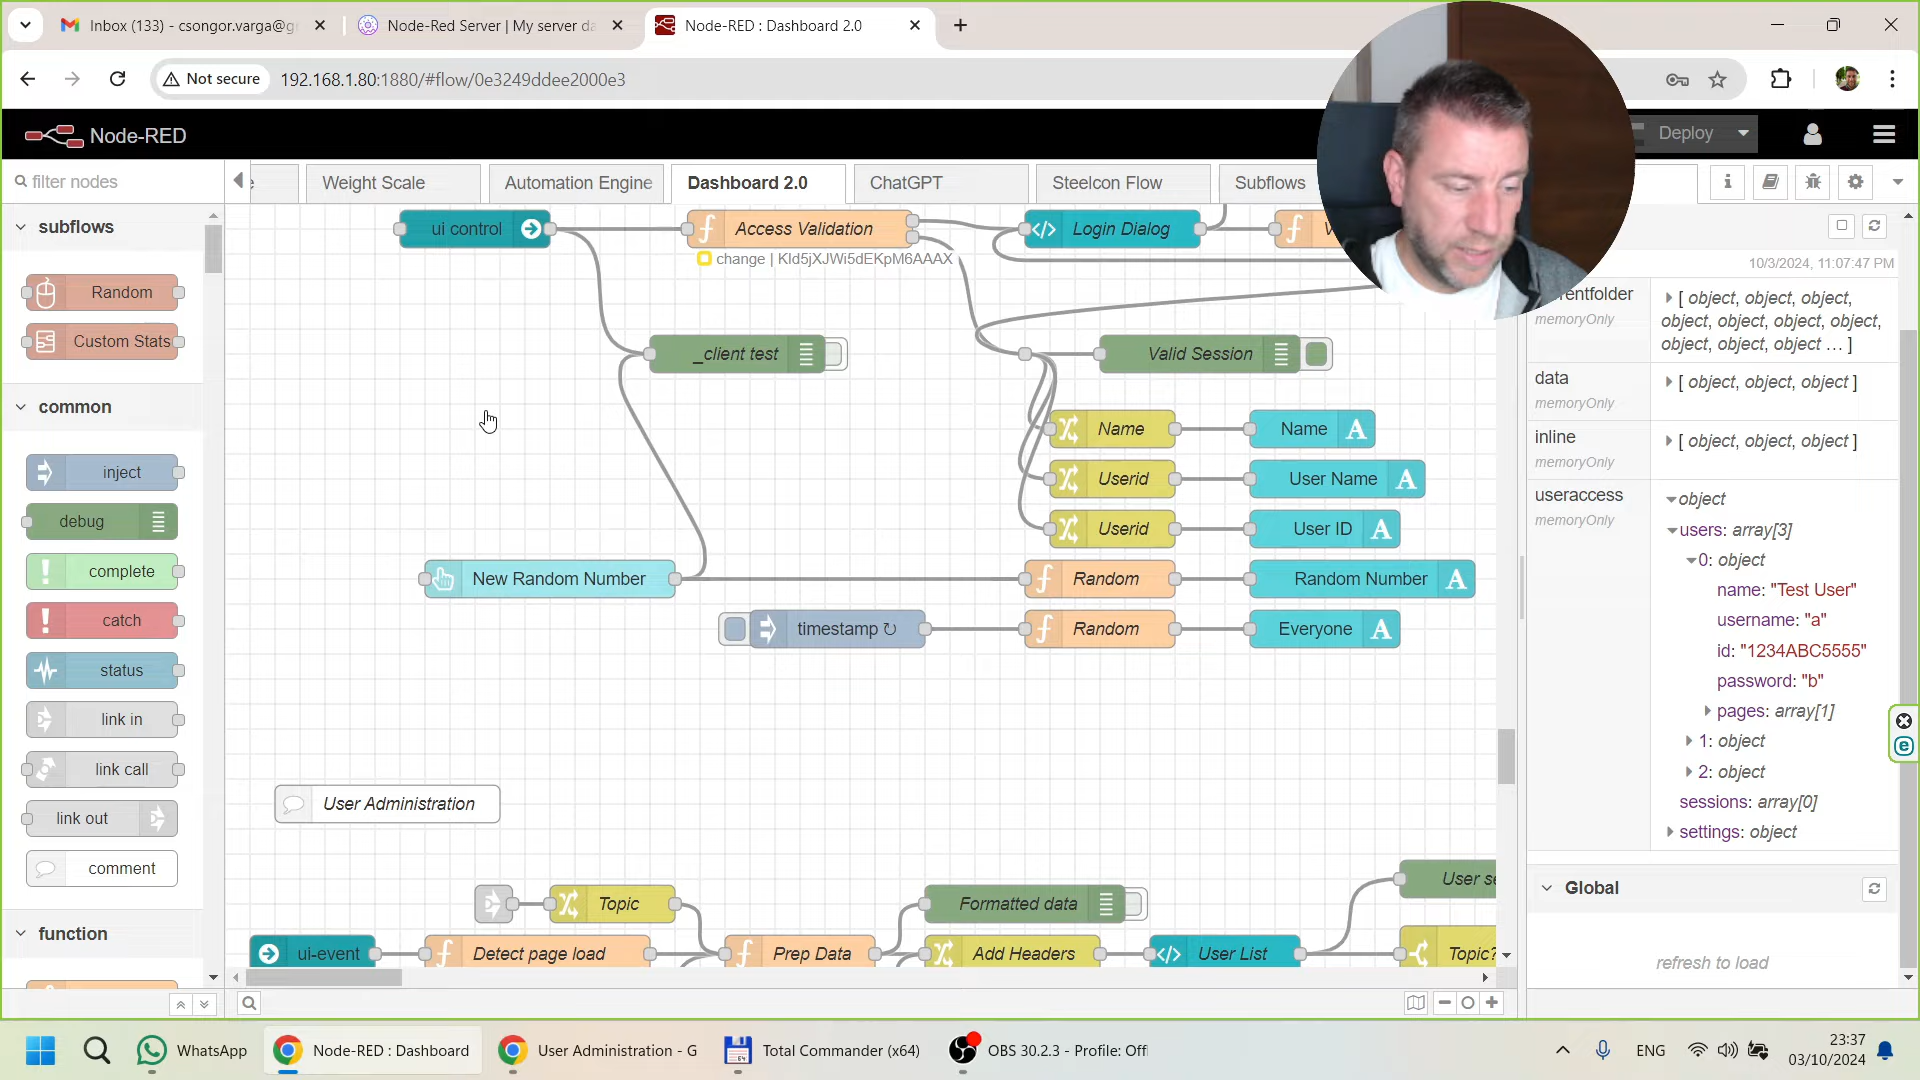 Inbox (133) - csongor.varga@g
Node-Red Server | My server da
Node-RED : Dashboard 2.0
Not secure
192.168.1.80:1880/#flow/0e3249ddee2000e3
Node-RED
Deploy
filter nodes
e
Weight Scale
Automation Engine
Dashboard 2.0
ChatGPT
Steelcon Flow
Subflows
subflows
Random
Custom Stats
common
inject
debug
complete
catch
status
link in
link call
link out
comment
function
ui control
Access Validation
change | KId5jXJWi5dEKpM6AAAX
Login Dialog
_client test
Valid Session
Name
Name
Userid
User Name
Userid
User ID
New Random Number
Random
Random Number
timestamp ↻
Random
Everyone
User Administration
Topic
Formatted data
User se
ui-event
Detect page load
Prep Data
Add Headers
User List
Topic?
10/3/2024, 11:07:47 PM
rentfolder
memoryOnly
[ object, object, object,
object, object, object, object,
object, object, object … ]
data
memoryOnly
[ object, object, object ]
inline
memoryOnly
[ object, object, object ]
useraccess
memoryOnly
object
users: array[3]
0: object
name: "Test User"
username: "a"
id: "1234ABC5555"
password: "b"
pages: array[1]
1: object
2: object
sessions: array[0]
settings: object
Global
refresh to load
WhatsApp
Node-RED : Dashboard
User Administration - G
Total Commander (x64)
OBS 30.2.3 - Profile: Off
ENG
23:37
03/10/2024